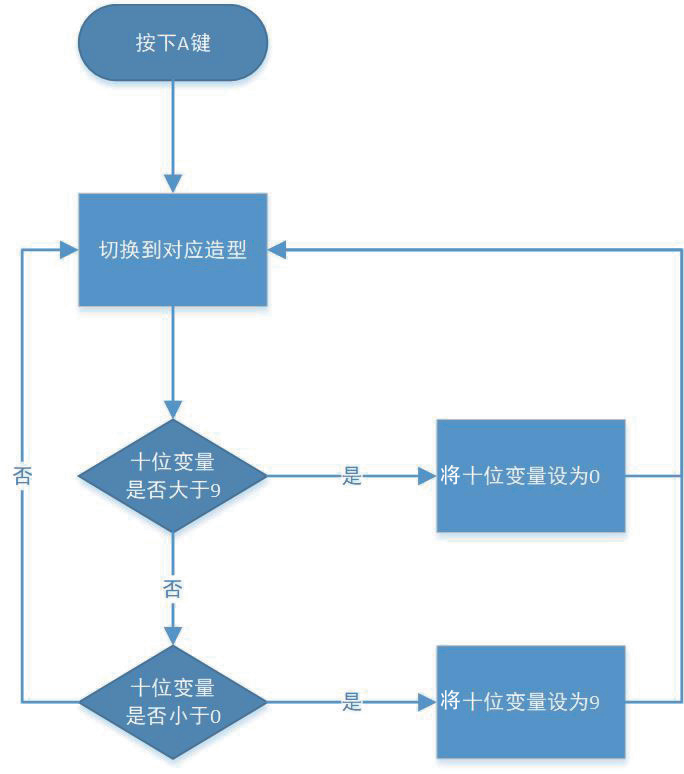 按下A键
切换到对应造型
十位变量
是否大于9
是
将十位变量设为0
否
否
十位变量
是否小于0
是
将十位变量设为9